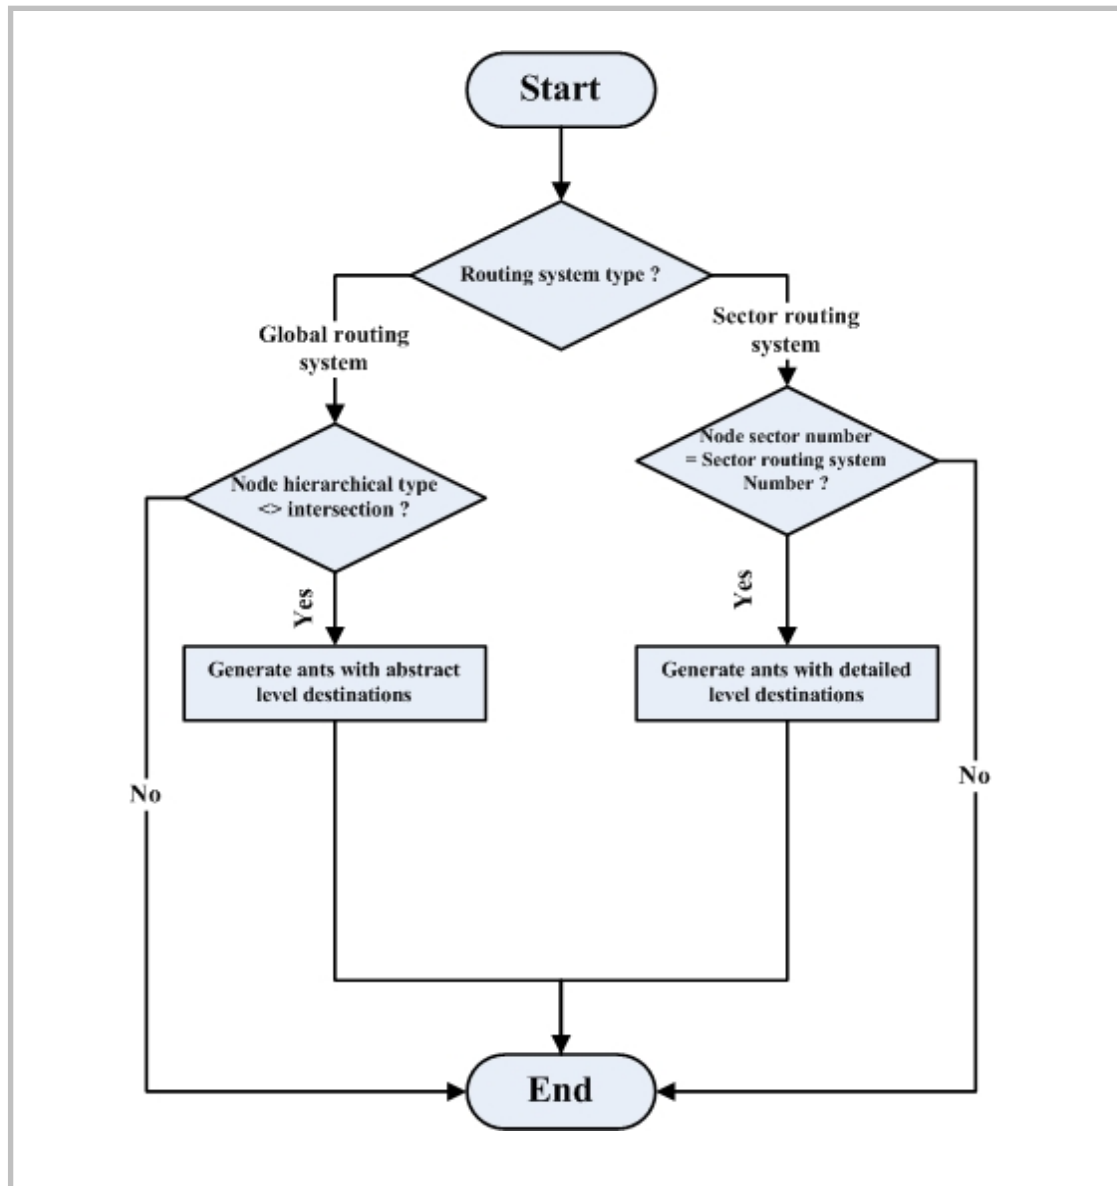 Start
Routing system type ?
Global routing
system
Sector routing
system
Node hierarchical type
<> intersection ?
Node sector number
= Sector routing system
Number ?
Yes
Yes
Generate ants with abstract
level destinations
Generate ants with detailed
level destinations
No
No
End